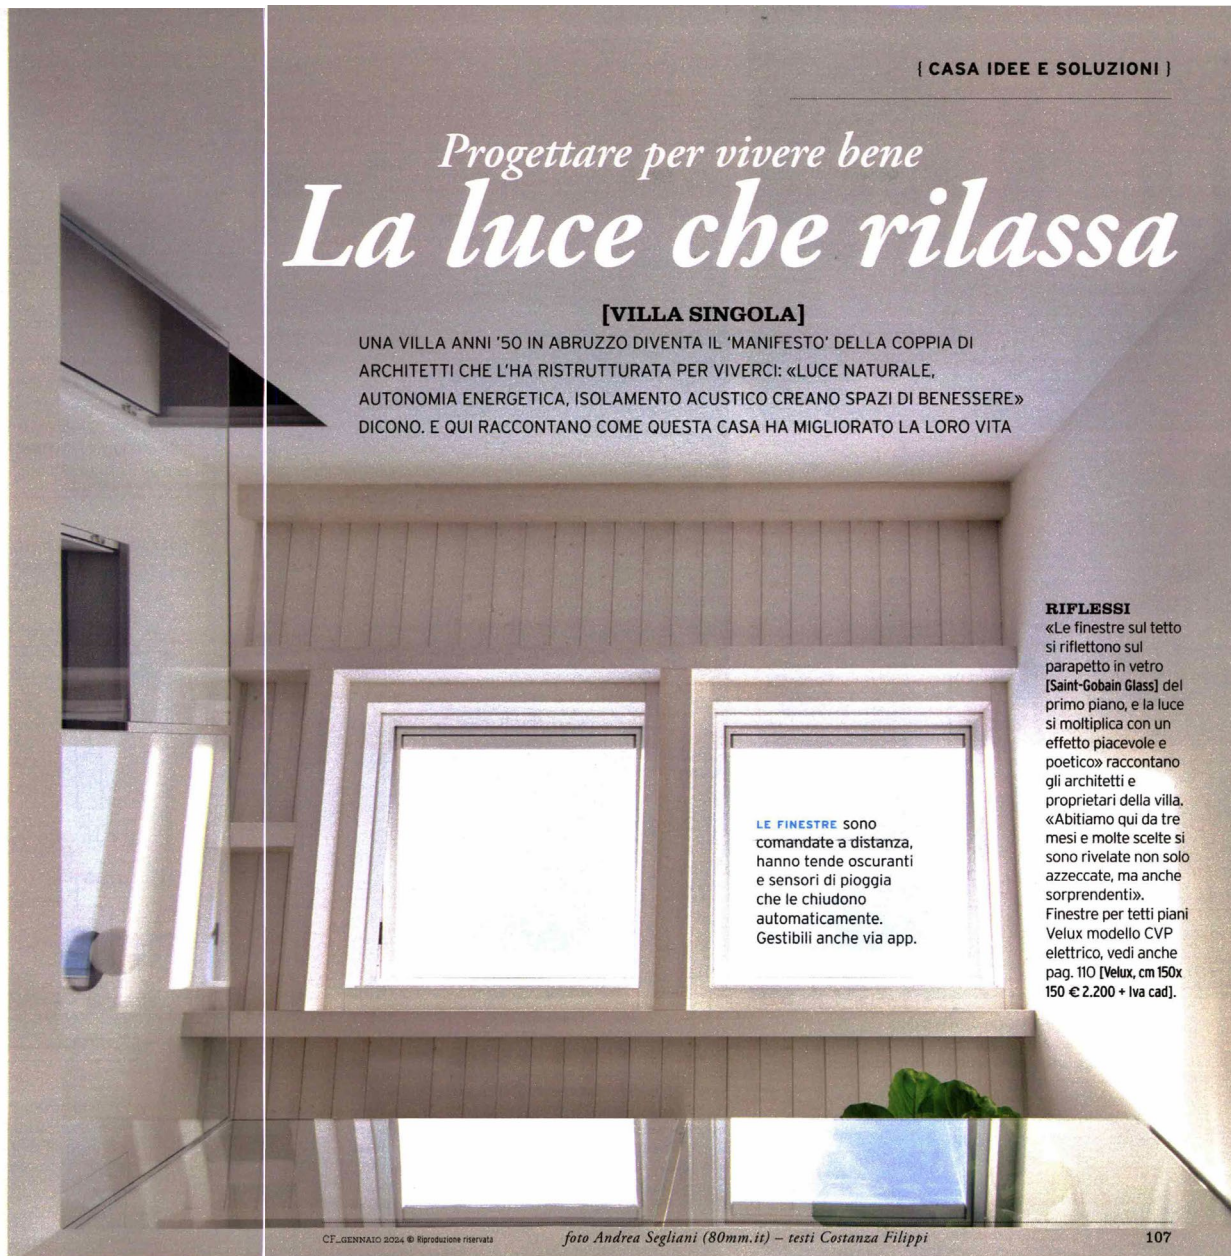 { CASA IDEE E SOLUZIONI }
Progettare per vivere bene
La luce che rilassa
[VILLA SINGOLA]
UNA VILLA ANNI '50 IN ABRUZZO DIVENTA IL 'MANIFESTO' DELLA COPPIA DI
ARCHITETTI CHE L'HA RISTRUTTURATA PER VIVERCI: «LUCE NATURALE,
AUTONOMIA ENERGETICA, ISOLAMENTO ACUSTICO CREANO SPAZI DI BENESSERE»
DICONO. E QUI RACCONTANO COME QUESTA CASA HA MIGLIORATO LA LORO VITA
RIFLESSI
«Le finestre sul tetto
si riflettono sul
parapetto in vetro
[Saint-Gobain Glass] del
primo piano, e la luce
si moltiplica con un
effetto piacevole e
poetico» raccontano
gli architetti e
proprietari della villa.
«Abitiamo qui da tre
mesi e molte scelte si
sono rivelate non solo
azzeccate, ma anche
sorprendenti».
Finestre per tetti piani
Velux modello CVP
elettrico, vedi anche
pag. 110 [Velux, cm 150x
150 € 2.200 + Iva cad].
LE FINESTRE sono
comandate a distanza,
hanno tende oscuranti
e sensori di pioggia
che le chiudono
automaticamente.
Gestibili anche via app.
CF_GENNAIO 2024 © Riproduzione riservata
foto Andrea Segliani (80mm.it) – testi Costanza Filippi
107